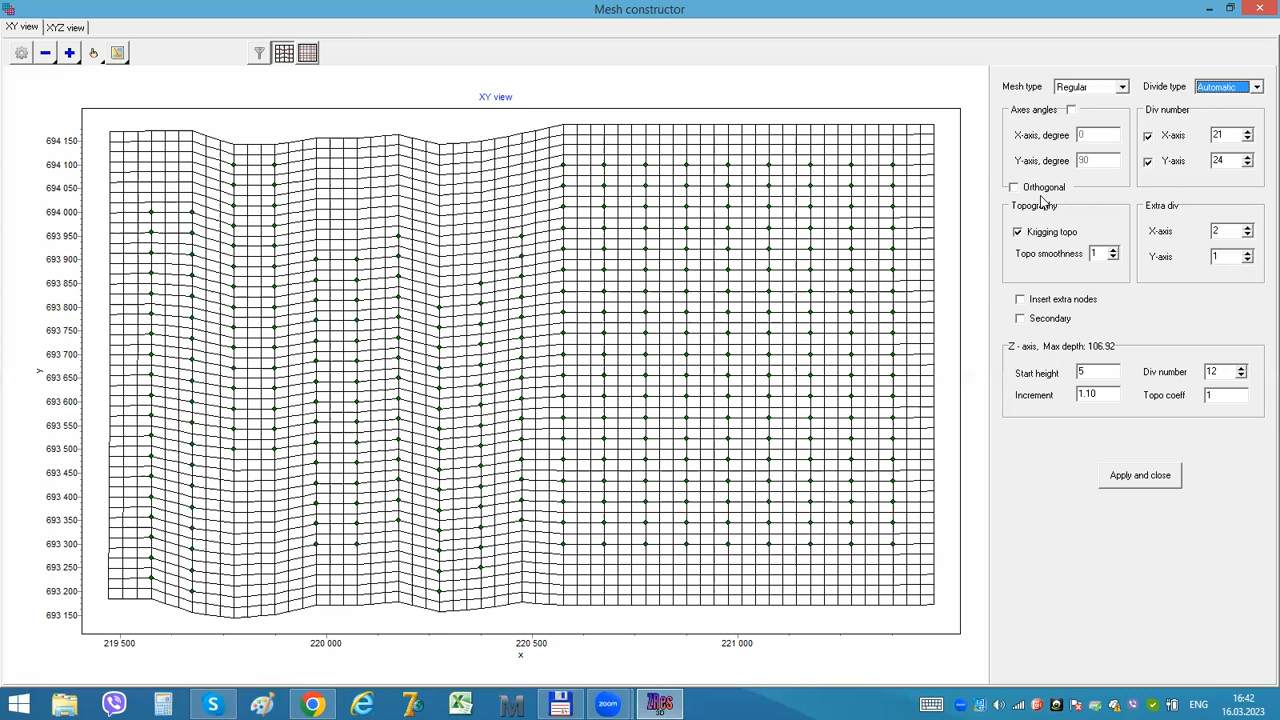 Mesh constructor
XY view
XYZ view
XY view
694 150
694 100
694 050
694 000
693 950
693 900
693 850
693 800
693 750
693 700
693 650
693 600
693 550
693 500
693 450
693 400
693 350
693 300
693 250
693 200
693 150
y
219 500
220 000
220 500
221 000
x
Mesh type Regular Divide type Automatic
Axes angles
X-axis, degree 0
Y-axis, degree 90
Orthogonal
Div number
X-axis 21
Y-axis 24
Topography
Krigging topo
Topo smoothness 1
Extra div
X-axis 2
Y-axis 1
Insert extra nodes
Secondary
Z - axis, Max depth: 106.92
Start height 5 Div number 12
Increment 1.10 Topo coeff 1
Apply and close
zoom
ZRes
3D
ENG
16:42
16.03.2023